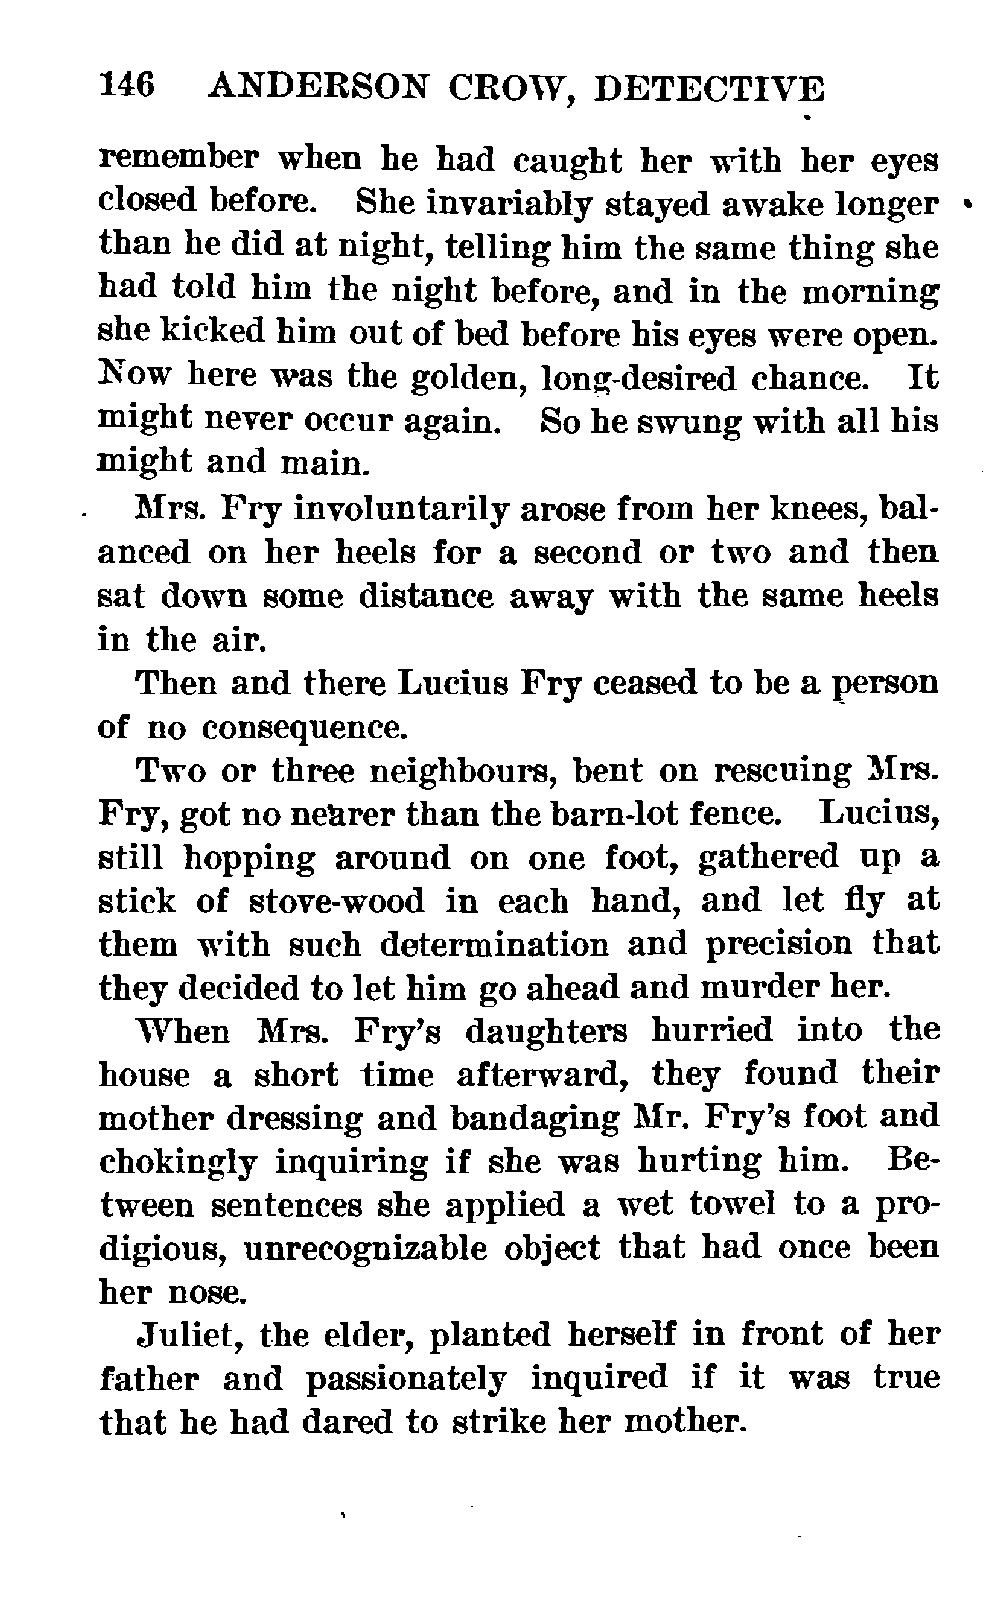 146 ANDERSON CROW, DETECTIVE
remember when he had caught her with her eyes
closed before. She invariably stayed awake longer
than he did at night, telling him the same thing she
had told him the night before, and in the morning
she kicked him out of bed before his eyes were open.
Now here was the golden, long-desired chance. It
might never occur again. So he swung with all his
might and main.
Mrs. Fry involuntarily arose from her knees, bal-
anced on her heels for a second or two and then
sat down some distance away with the same heels
in the air.
Then and there Lucius Fry ceased to be a person
of no consequence.
Two or three neighbours, bent on rescuing Mrs.
Fry, got no nearer than the barn-lot fence. Lucius,
still hopping around on one foot, gathered up a
stick of stove-wood in each hand, and let fly at
them with such determination and precision that
they decided to let him go ahead and murder her.
When Mrs. Fry's daughters hurried into the
house a short time afterward, they found their
mother dressing and bandaging Mr. Fry's foot and
chokingly inquiring if she was hurting him. Be-
tween sentences she applied a wet towel to a pro-
digious, unrecognizable object that had once been
her nose.
Juliet, the elder, planted herself in front of her
father and passionately inquired if it was true
that he had dared to strike her mother.